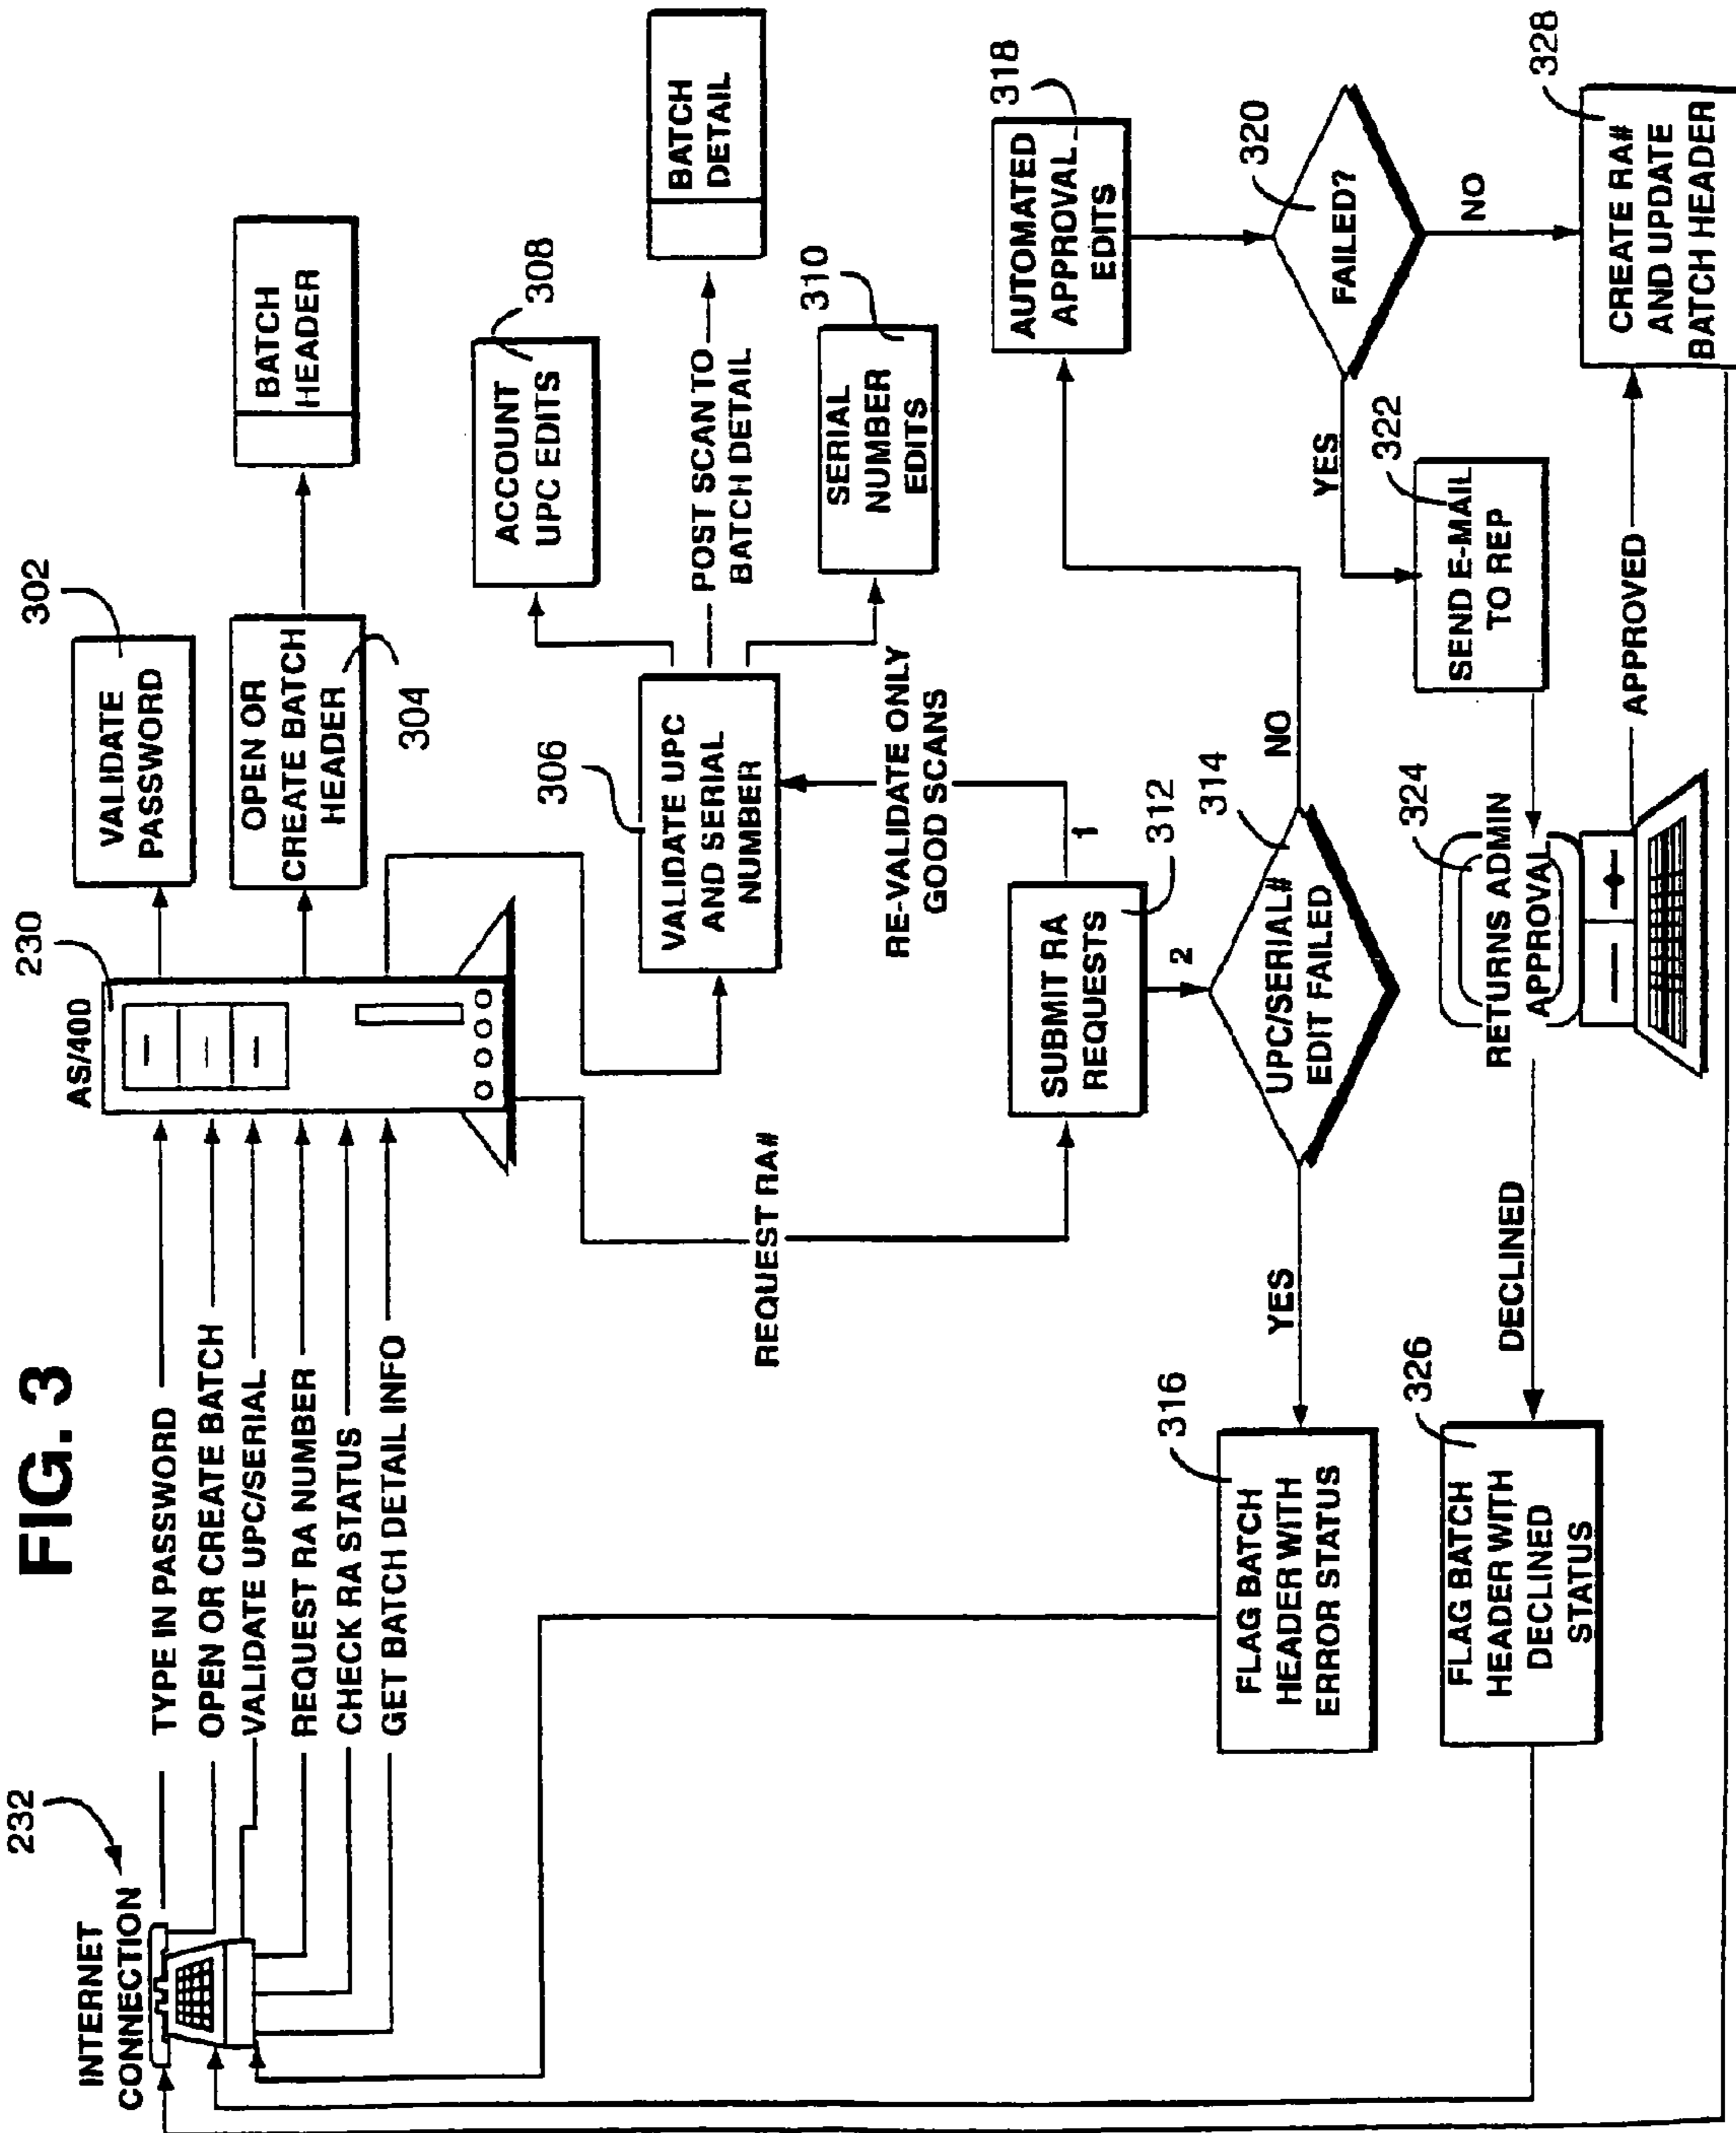 FIG. 3
232
INTERNET
CONNECTION
TYPE IN PASSWORD
OPEN OR CREATE BATCH
VALIDATE UPC/SERIAL
REQUEST RA NUMBER
CHECK RA STATUS
GET BATCH DETAIL INFO
AS/400
230
302
VALIDATE
PASSWORD
OPEN OR
CREATE BATCH
HEADER
304
BATCH
HEADER
306
VALIDATE UPC
AND SERIAL
NUMBER
ACCOUNT
UPC EDITS
308
POST SCAN TO
BATCH DETAIL
BATCH
DETAIL
SERIAL
NUMBER
EDITS
310
REQUEST RA#
RE-VALIDATE ONLY
GOOD SCANS
SUBMIT RA
REQUESTS
312
1
2
UPC/SERIAL#
EDIT FAILED
314
YES
NO
FLAG BATCH
HEADER WITH
ERROR STATUS
316
AUTOMATED
APPROVAL
EDITS
318
FAILED?
320
YES
NO
SEND E-MAIL
TO REP
322
RETURNS ADMIN
APPROVAL
324
DECLINED
APPROVED
FLAG BATCH
HEADER WITH
DECLINED
STATUS
326
CREATE RA#
AND UPDATE
BATCH HEADER
328